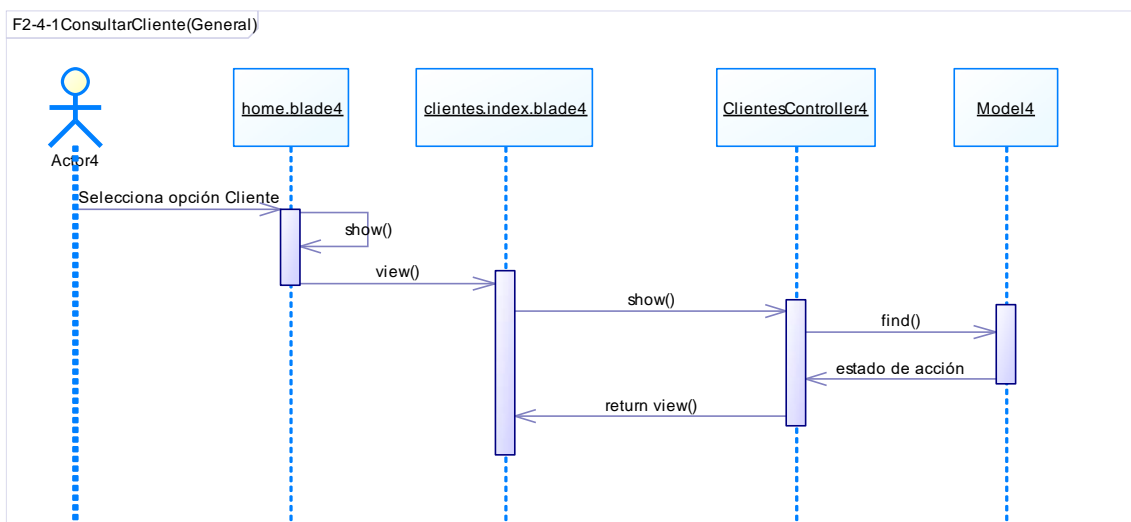 F2-4-1ConsultarCliente(General)
home.blade4
clientes.index.blade4
ClientesController4
Model4
Actor4
Selecciona opción Cliente
show()
view()
show()
find()
estado de acción
return view()